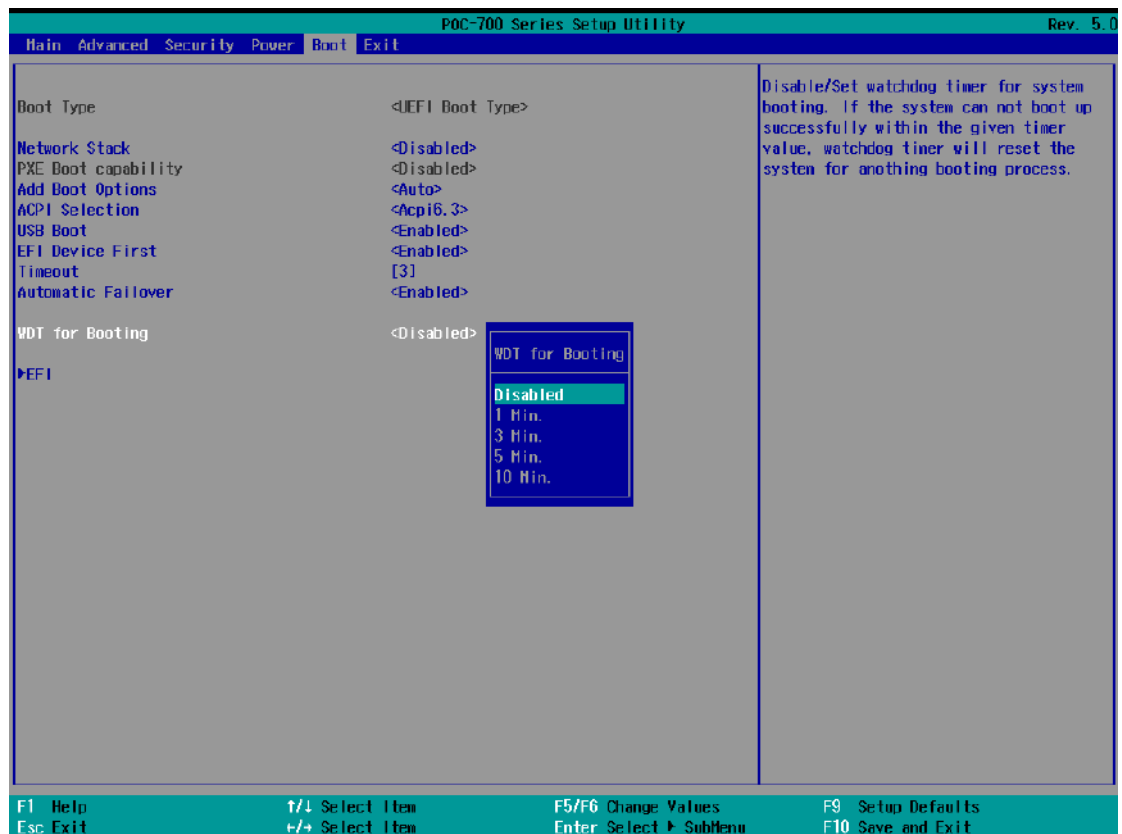 POC-700 Series Setup Utility Rev. 5.0
Main Advanced Security Power Boot Exit
Boot Type <UEFI Boot Type>
Network Stack <Disabled>
PXE Boot capability <Disabled>
Add Boot Options <Auto>
ACPI Selection <Acpi6.3>
USB Boot <Enabled>
EFI Device First <Enabled>
Timeout [3]
Automatic Failover <Enabled>
WDT for Booting <Disabled>
▶EFI
WDT for Booting
Disabled
1 Min.
3 Min.
5 Min.
10 Min.
Disable/Set watchdog timer for system
booting. If the system can not boot up
successfully within the given timer
value, watchdog timer will reset the
system for anothing booting process.
F1 Help ↑/↓ Select Item F5/F6 Change Values F9 Setup Defaults
Esc Exit ←/→ Select Item Enter Select ▶ SubMenu F10 Save and Exit